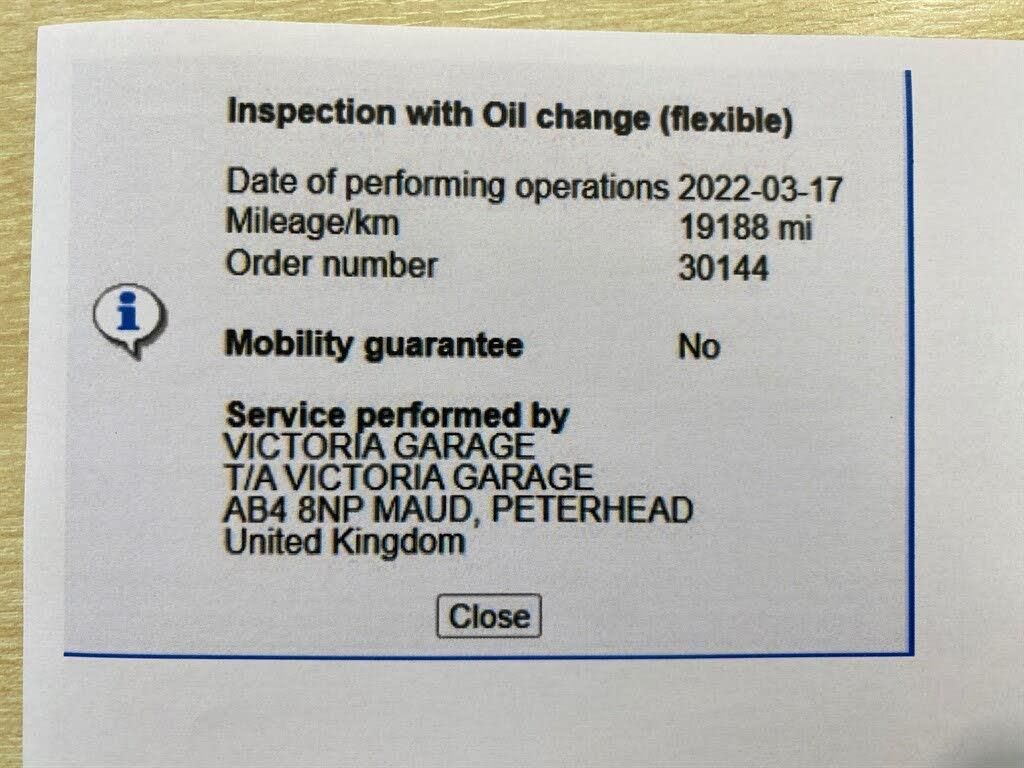 Inspection with Oil change (flexible)
Date of performing operations 2022-03-17
Mileage/km 19188 mi
Order number 30144
i
Mobility guarantee No
Service performed by
VICTORIA GARAGE
T/A VICTORIA GARAGE
AB4 8NP MAUD, PETERHEAD
United Kingdom
Close